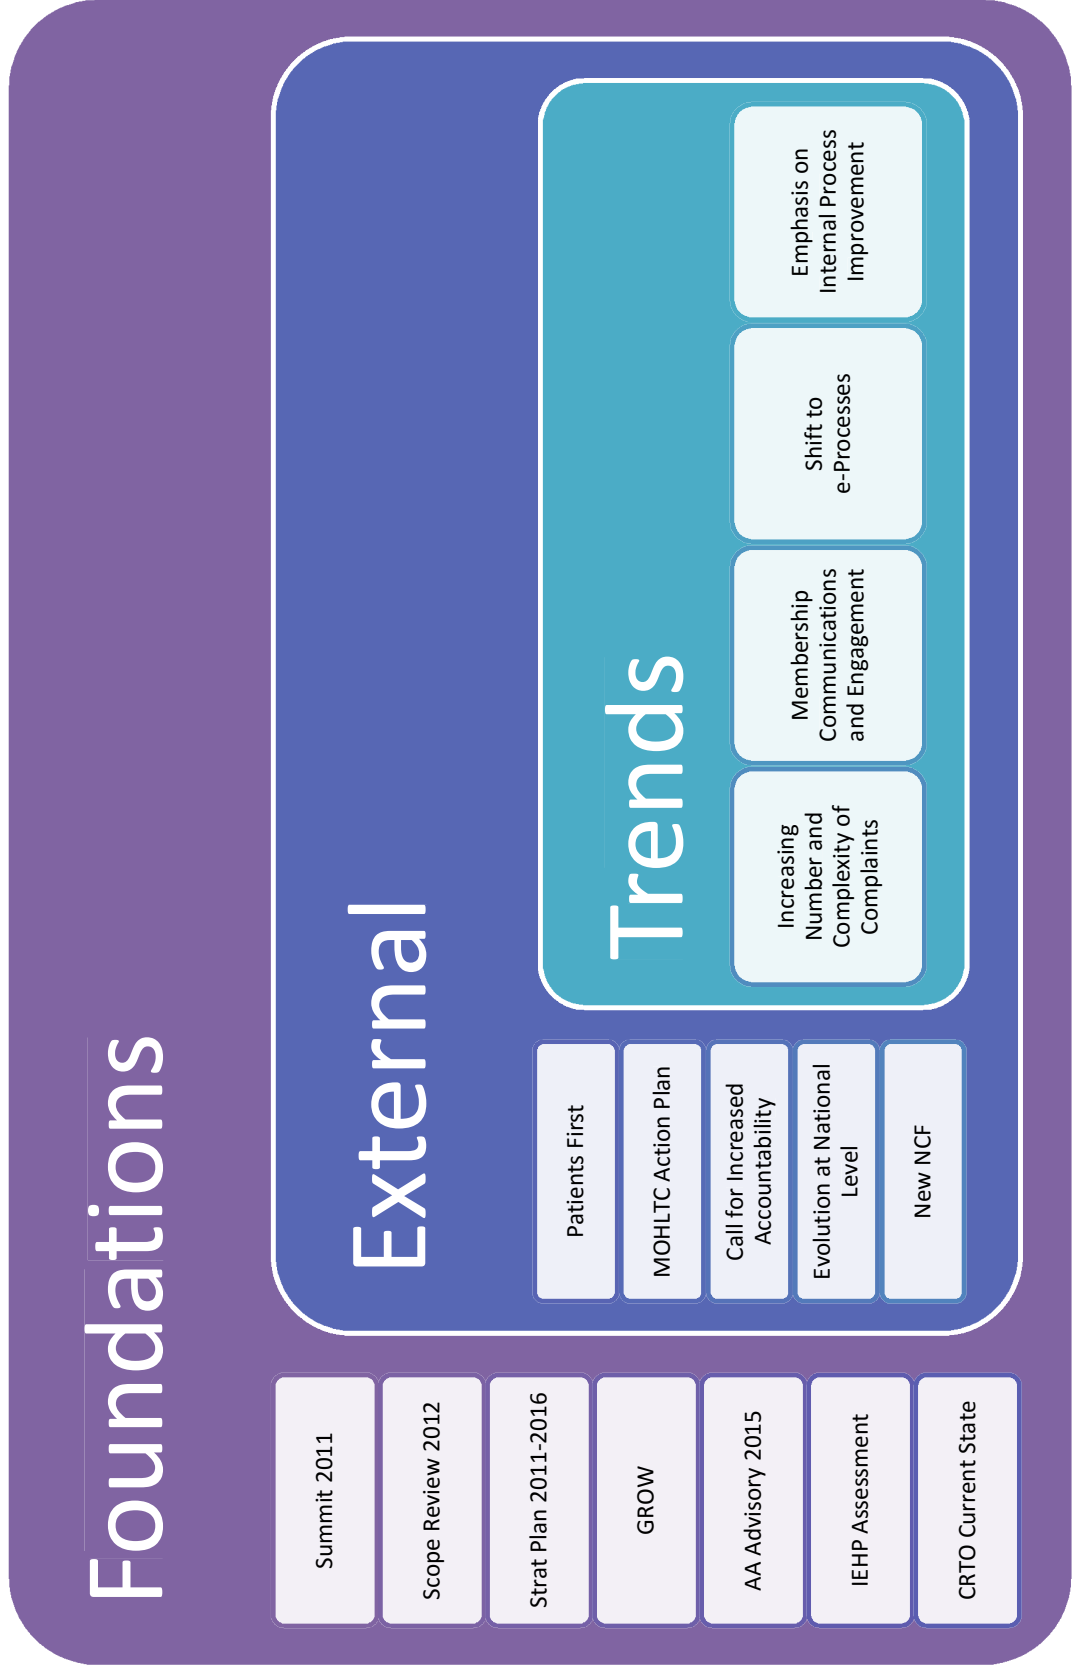 Foundations
Summit 2011
Scope Review 2012
Strat Plan 2011-2016
GROW
AA Advisory 2015
IEHP Assessment
CRTO Current State
External
Patients First
MOHLTC Action Plan
Call for Increased
Accountability
Evolution at National
Level
New NCF
Trends
Increasing
Number and
Complexity of
Complaints
Membership
Communications
and Engagement
Shift to
e-Processes
Emphasis on
Internal Process
Improvement